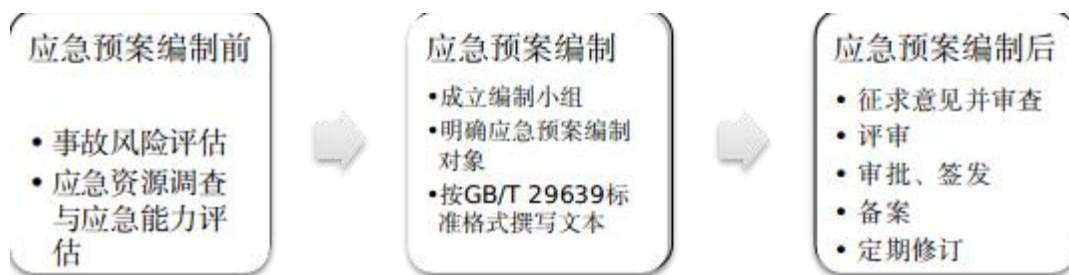 应急预案编制前
• 事故风险评估
• 应急资源调查
与应急能力评
估
应急预案编制
•成立编制小组
•明确应急预案编制
对象
•按GB/T 29639标
准格式撰写文本
应急预案编制后
• 征求意见并审查
• 评审
• 审批、签发
• 备案
• 定期修订